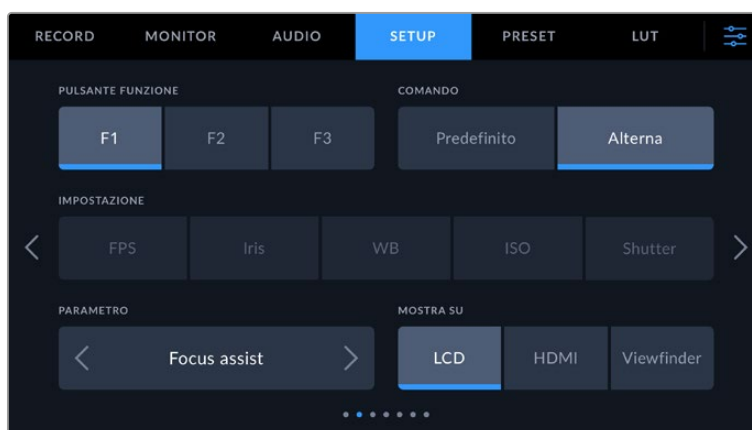 RECORD MONITOR AUDIO SETUP PRESET LUT
PULSANTE FUNZIONE COMANDO
F1 F2 F3 Predefinito Alterna
IMPOSTAZIONE
FPS Iris WB ISO Shutter
PARAMETRO MOSTRA SU
Focus assist LCD HDMI Viewfinder